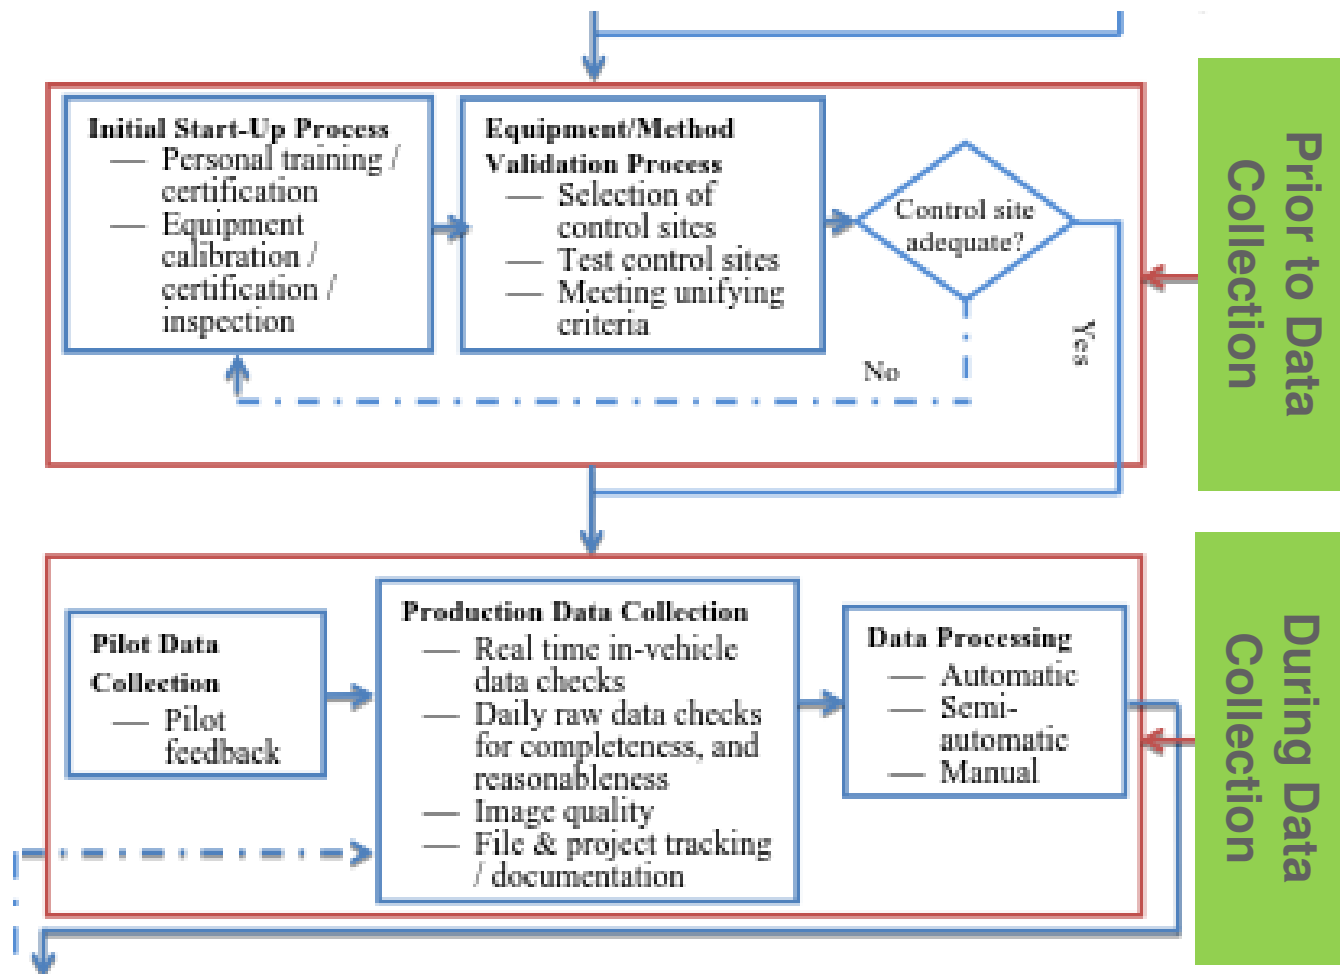 Initial Start-Up Process
— Personal training /
certification
— Equipment
calibration /
certification /
inspection
Equipment/Method
Validation Process
— Selection of
control sites
— Test control sites
— Meeting unifying
criteria
Control site
adequate?
No
Yes
Prior to Data
Collection
Pilot Data
Collection
— Pilot
feedback
Production Data Collection
— Real time in-vehicle
data checks
— Daily raw data checks
for completeness, and
reasonableness
— Image quality
— File & project tracking
/ documentation
Data Processing
— Automatic
— Semi-
automatic
— Manual
During Data
Collection